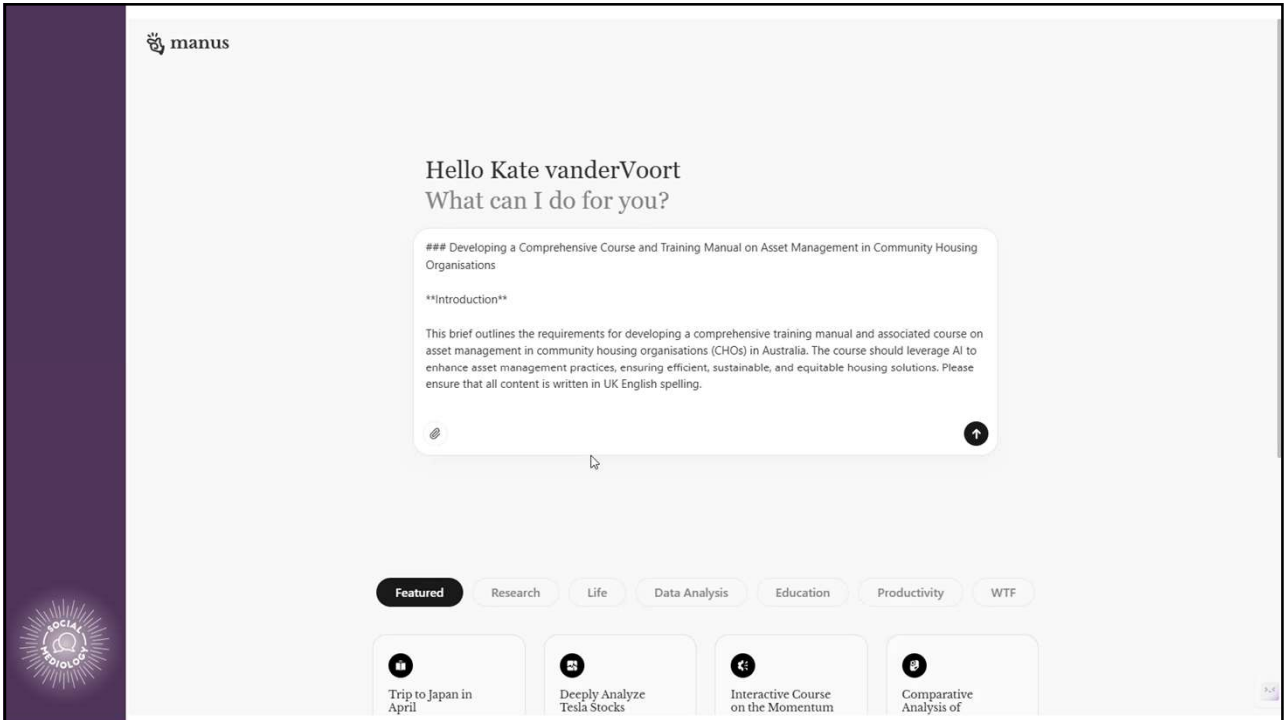 manus
Hello Kate vanderVoort
What can I do for you?
### Developing a Comprehensive Course and Training Manual on Asset Management in Community Housing
Organisations
**Introduction**
This brief outlines the requirements for developing a comprehensive training manual and associated course on
asset management in community housing organisations (CHOs) in Australia. The course should leverage AI to
enhance asset management practices, ensuring efficient, sustainable, and equitable housing solutions. Please
ensure that all content is written in UK English spelling.
Featured
Research
Life
Data Analysis
Education
Productivity
WTF
Trip to Japan in
April
Deeply Analyze
Tesla Stocks
Interactive Course
on the Momentum
Comparative
Analysis of
SOCIAL
MEDIOLOGY